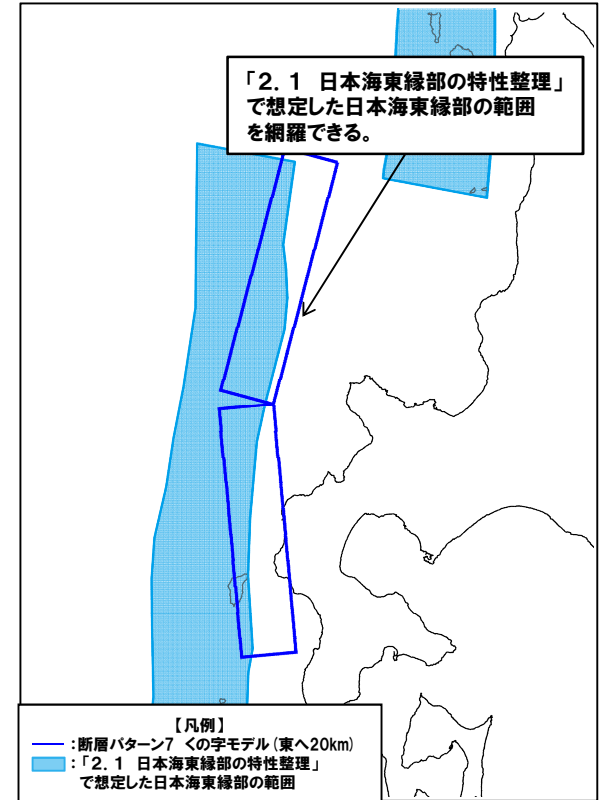 「2.1 日本海東縁部の特性整理」
で想定した日本海東縁部の範囲
を網羅できる。
【凡例】
:断層パターン7 くの字モデル(東へ20km)
:「2.1 日本海東縁部の特性整理」
で想定した日本海東縁部の範囲